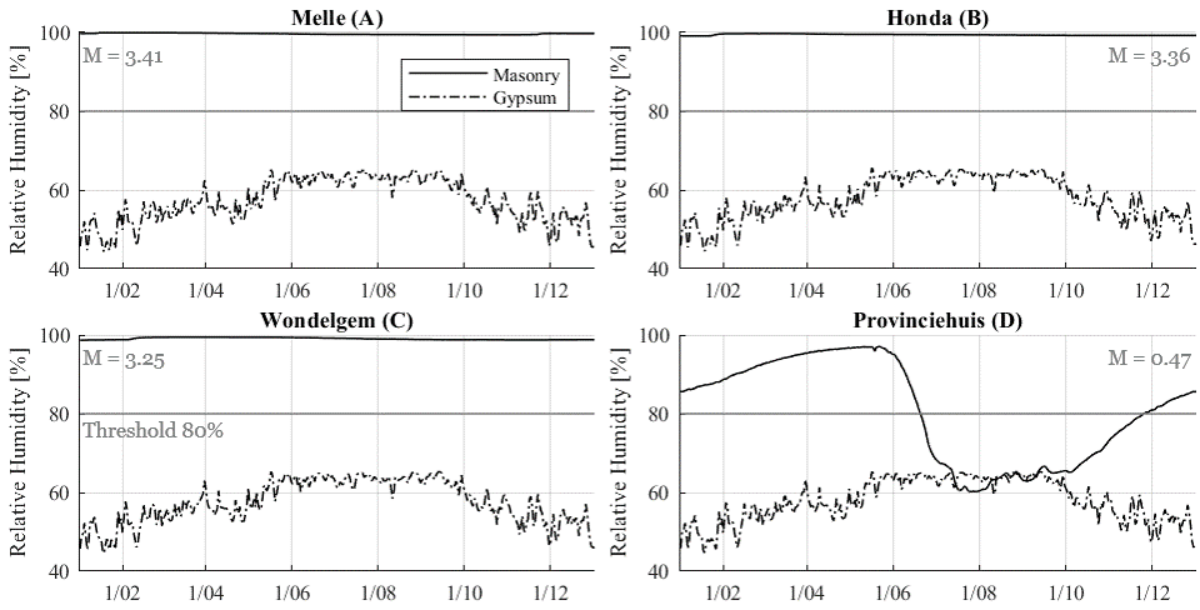 Melle (A)
Relative Humidity [%]
100
80
60
40
M = 3.41
Masonry
Gypsum
1/02 1/04 1/06 1/08 1/10 1/12
Honda (B)
Relative Humidity [%]
100
80
60
40
M = 3.36
1/02 1/04 1/06 1/08 1/10 1/12
Wondelgem (C)
Relative Humidity [%]
100
80
60
40
M = 3.25
Threshold 80%
1/02 1/04 1/06 1/08 1/10 1/12
Provinciehuis (D)
Relative Humidity [%]
100
80
60
40
M = 0.47
1/02 1/04 1/06 1/08 1/10 1/12